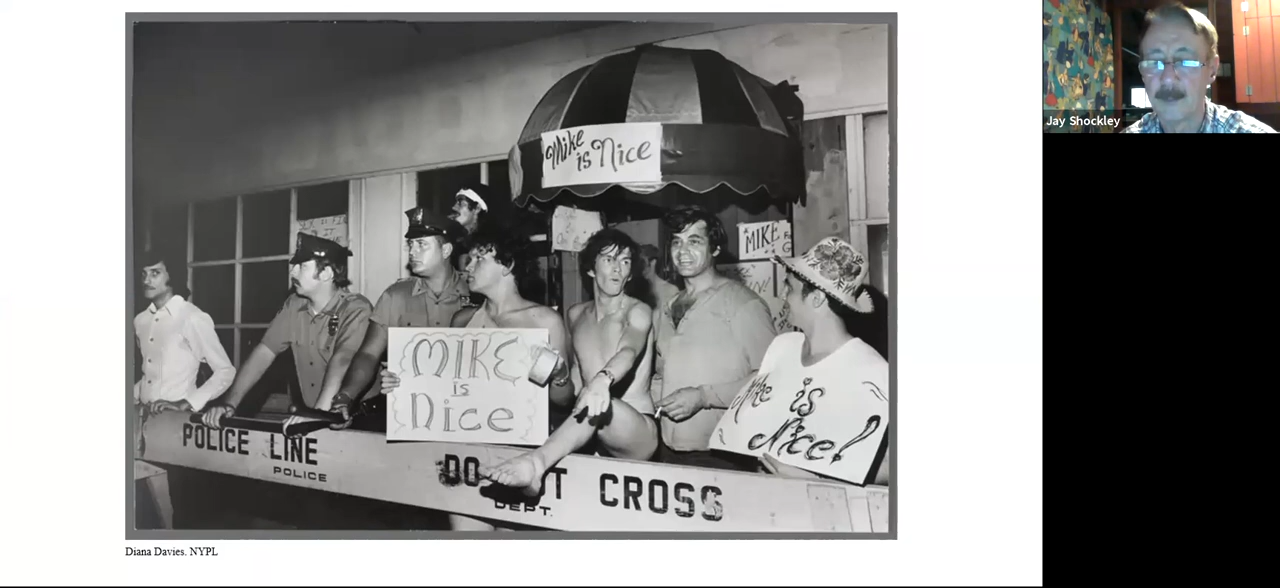 Mike
is Nice
MIKE
MIKE
is
Nice
Mike
is
Nice!
POLICE LINE
POLICE
DO
T CROSS
DEPT.
Diana Davies. NYPL
Jay Shockley